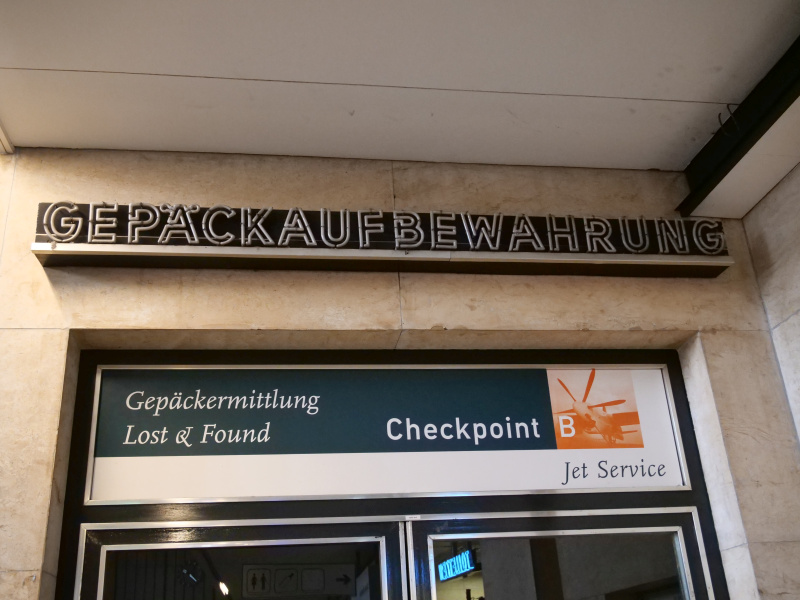 GEPÄCKAUFBEWAHRUNG
Gepäckermittlung
Lost & Found
Checkpoint B
Jet Service